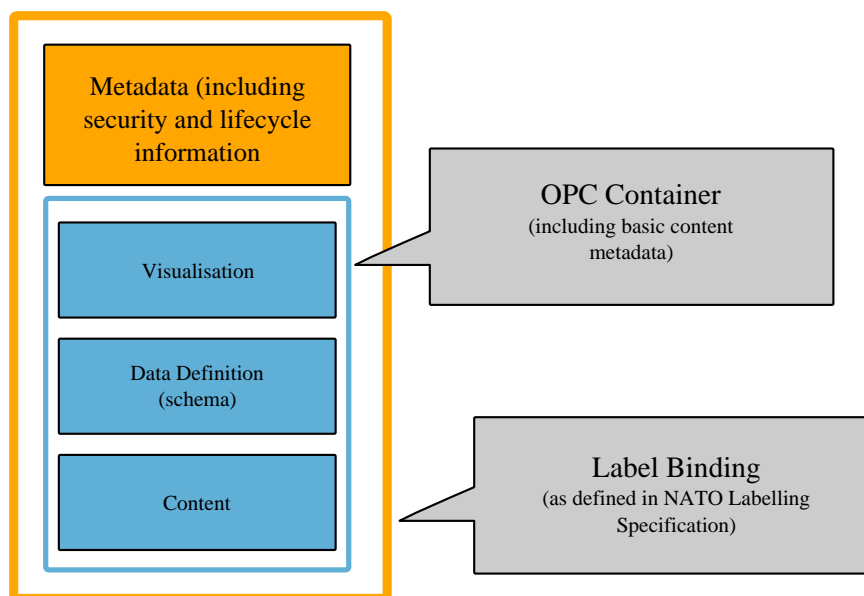 Metadata (including
security and lifecycle
information
OPC Container
(including basic content
metadata)
Visualisation
Data Definition
(schema)
Label Binding
(as defined in NATO Labelling
Specification)
Content